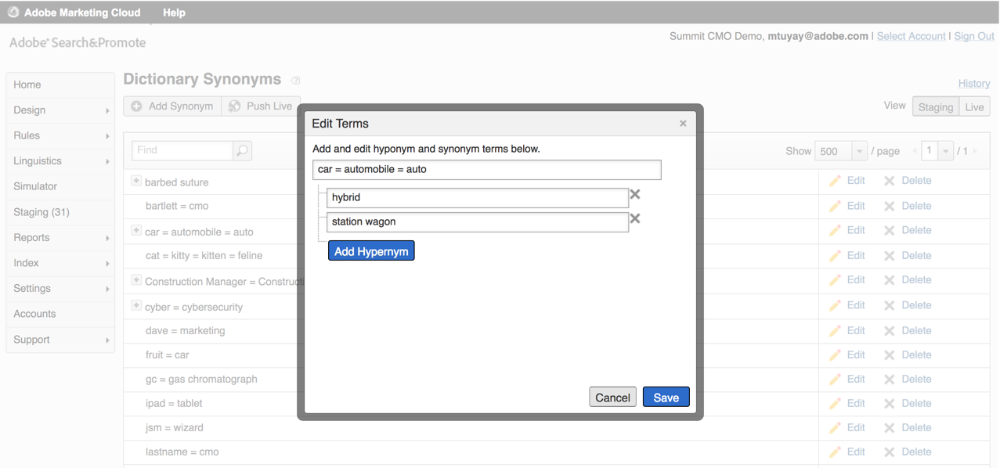 Adobe Marketing Cloud Help
Adobe® Search&Promote
Summit CMO Demo, mtuyay@adobe.com | Select Account | Sign Out
Home
Design
Rules
Linguistics
Simulator
Staging (31)
Reports
Index
Settings
Accounts
Support
Dictionary Synonyms
History
Add Synonym Push Live
View Staging Live
Find
Show 500 / page 1 / 1
barbed suture Edit Delete
bartlett = cmo Edit Delete
car = automobile = auto Edit Delete
cat = kitty = kitten = feline Edit Delete
Construction Manager = Constructi Edit Delete
cyber = cybersecurity Edit Delete
dave = marketing Edit Delete
fruit = car Edit Delete
gc = gas chromatograph Edit Delete
ipad = tablet Edit Delete
jsm = wizard Edit Delete
lastname = cmo Edit Delete
Edit Terms
Add and edit hyponym and synonym terms below.
car = automobile = auto
hybrid
station wagon
Add Hypernym
Cancel Save